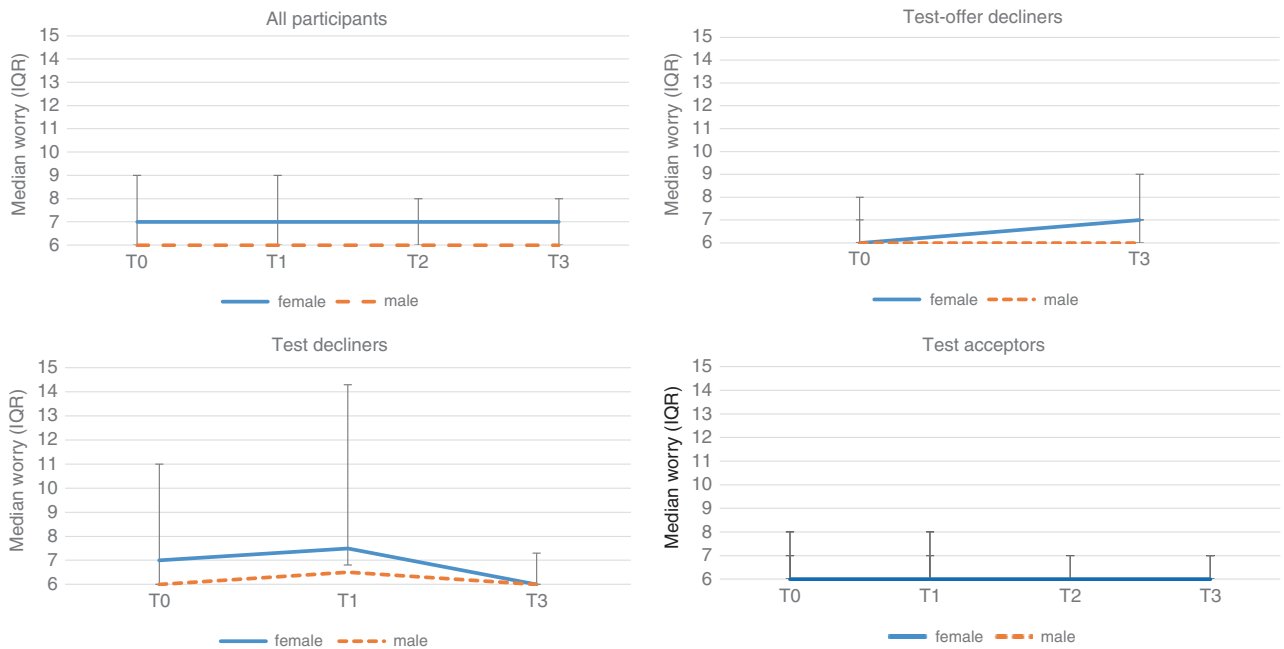 All participants
Median worry (IQR)
15
14
13
12
11
10
9
8
7
6
T0 T1 T2 T3
female male
Test-offer decliners
Median worry (IQR)
15
14
13
12
11
10
9
8
7
6
T0 T3
female male
Test decliners
Median worry (IQR)
15
14
13
12
11
10
9
8
7
6
T0 T1 T3
female male
Test acceptors
Median worry (IQR)
15
14
13
12
11
10
9
8
7
6
T0 T1 T2 T3
female male